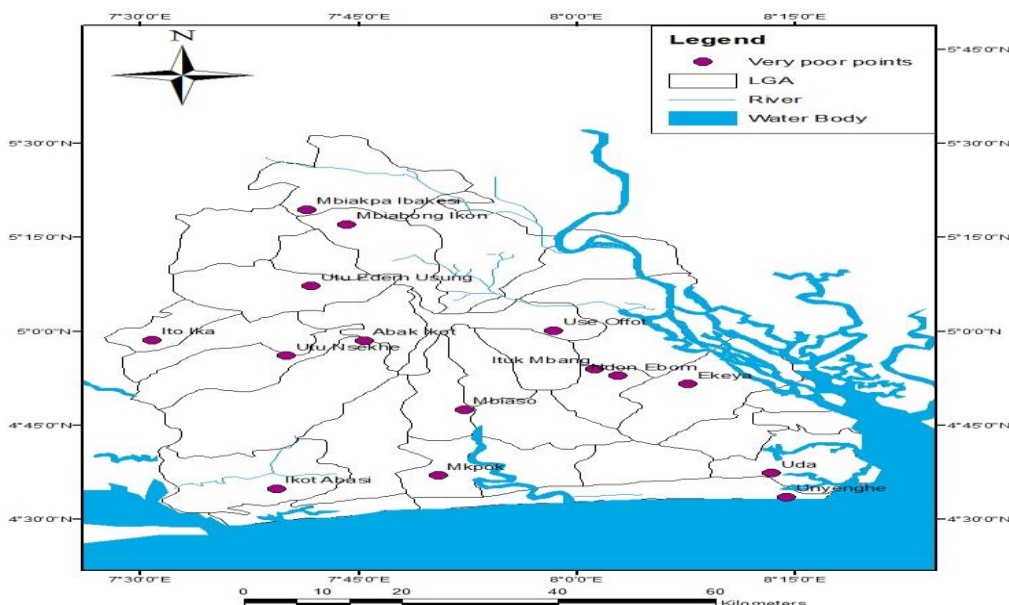 7°30'0"E 7°45'0"E 8°0'0"E 8°15'0"E
N
Legend
Very poor points
LGA
River
Water Body
5°45'0"N
5°30'0"N 5°30'0"N
Mbiakpa Ibakesi
Mbiabong Ikon
5°15'0"N 5°15'0"N
Utu Edem Usung
5°0'0"N Ito Ika Abak Ikot Use Offot 5°0'0"N
Utu Nsekhe Ituk Mbang
Ndon Ebom
Ekeya
Mbiaso
4°45'0"N 4°45'0"N
Mkpok Uda
Ikot Abasi Unyenghe
4°30'0"N 4°30'0"N
7°30'0"E 7°45'0"E 8°0'0"E 8°15'0"E
0 10 20 40 60
Kilometers